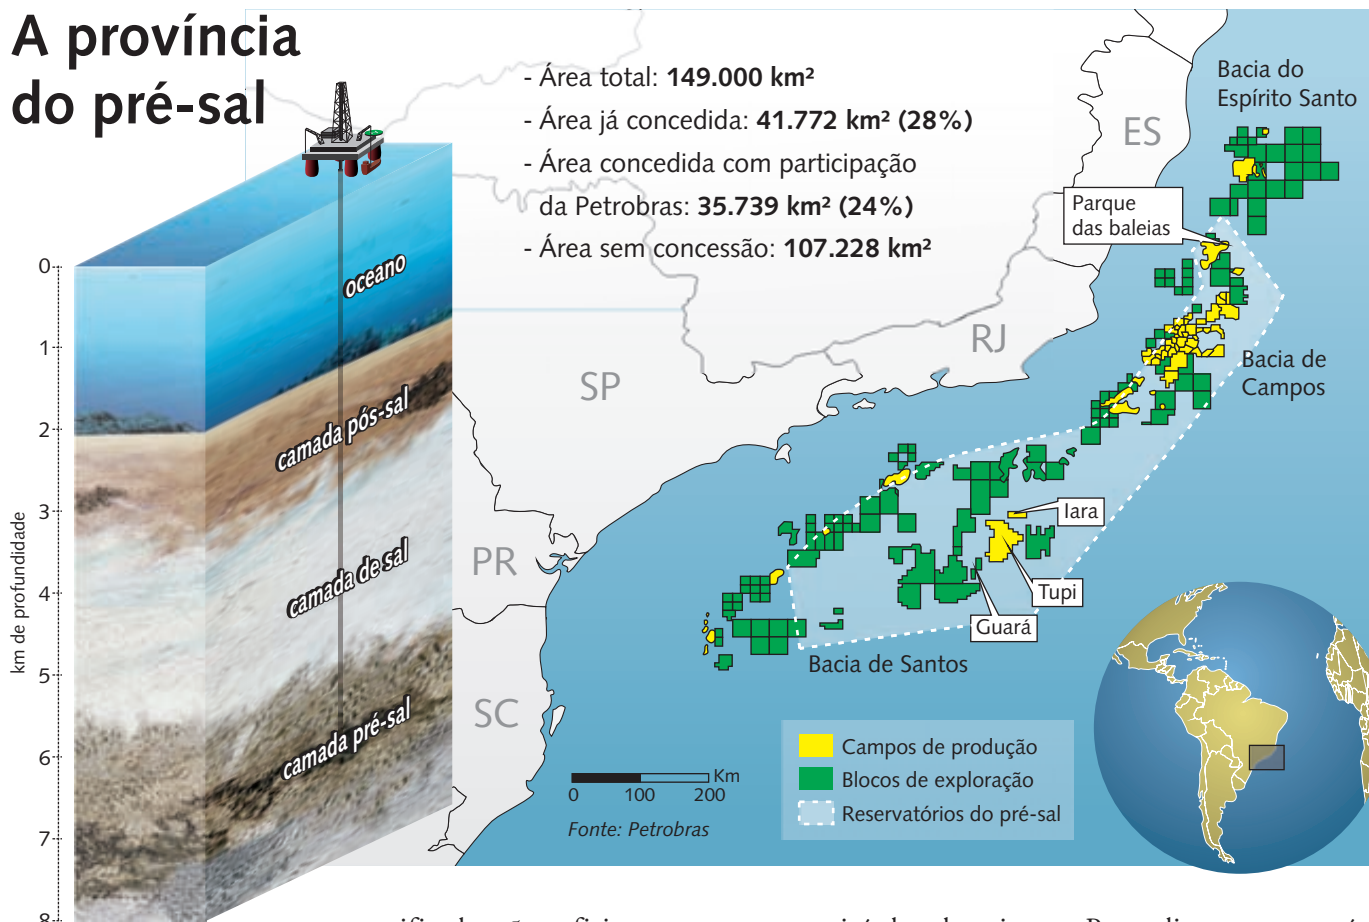 A província
do pré-sal
- Área total: 149.000 km²
- Área já concedida: 41.772 km² (28%)
- Área concedida com participação
da Petrobras: 35.739 km² (24%)
- Área sem concessão: 107.228 km²
Bacia do
Espírito Santo
ES
Parque
das baleias
RJ
Bacia de
Campos
SP
PR
SC
Iara
Tupi
Guará
Bacia de Santos
oceano
camada pós-sal
camada de sal
camada pré-sal
km de profundidade
0
1
2
3
4
5
6
7
8
Km
0 100 200
Fonte: Petrobras
Campos de produção
Blocos de exploração
Reservatórios do pré-sal